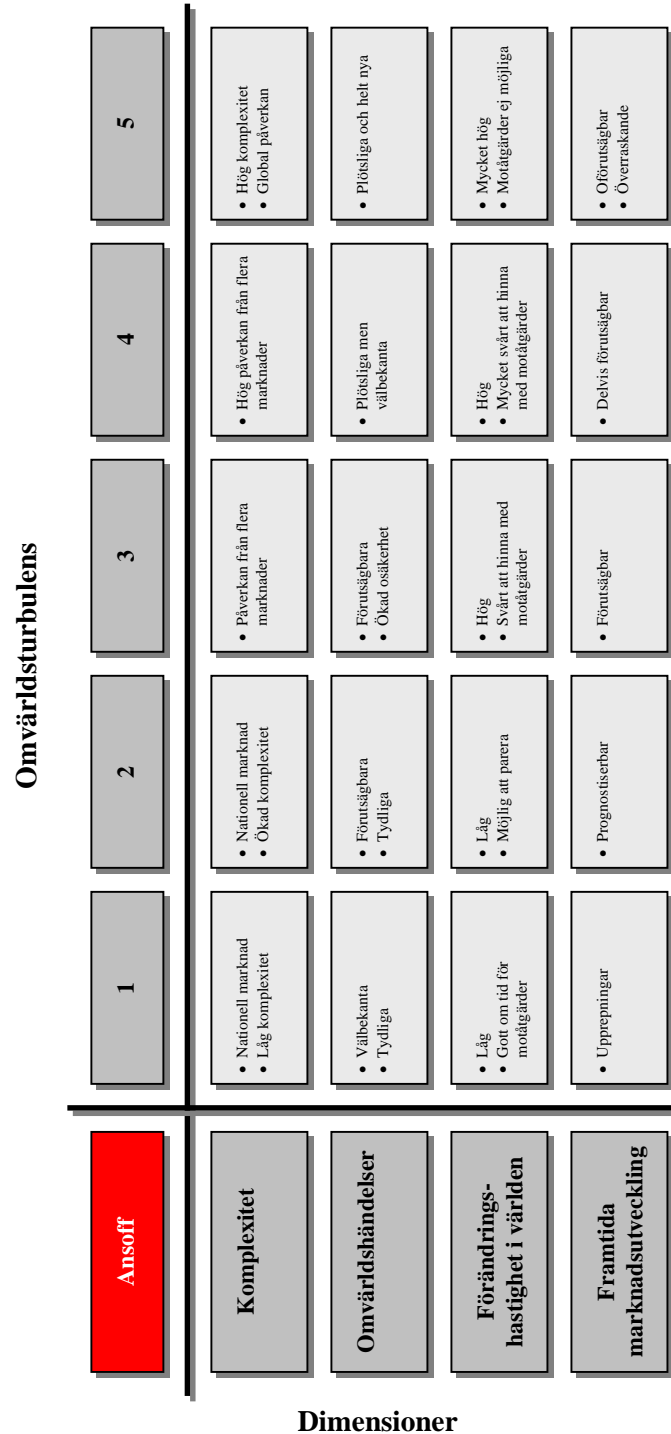 Omvärldsturbulens
Ansoff
1
2
3
4
5
Komplexitet
• Nationell marknad
• Låg komplexitet
• Nationell marknad
• Ökad komplexitet
• Påverkan från flera
marknader
• Hög påverkan från flera
marknader
• Hög komplexitet
• Global påverkan
Omvärldshändelser
• Välbekanta
• Tydliga
• Förutsägbara
• Tydliga
• Förutsägbara
• Ökad osäkerhet
• Plötsliga men
välbekanta
• Plötsliga och helt nya
Förändrings-
hastighet i världen
• Låg
• Gott om tid för
motåtgärder
• Låg
• Möjlig att parera
• Hög
• Svårt att hinna med
motåtgärder
• Hög
• Mycket svårt att hinna
med motåtgärder
• Mycket hög
• Motåtgärder ej möjliga
Framtida
marknadsutveckling
• Upprepningar
• Prognostiserbar
• Förutsägbar
• Delvis förutsägbar
• Oförutsägbar
• Överraskande
Dimensioner